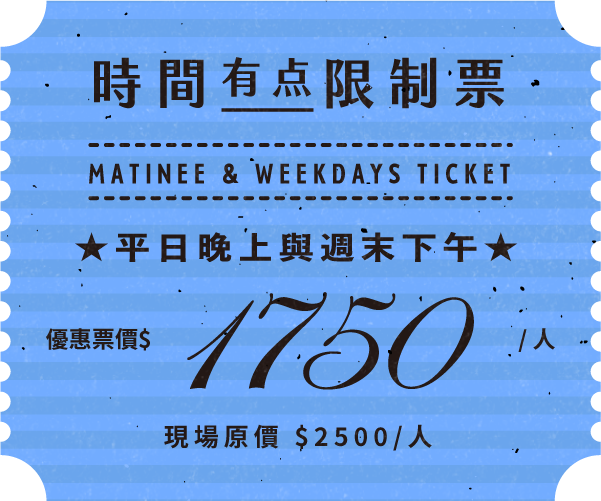 時間有点限制票
MATINEE & WEEKDAYS TICKET
★平日晚上與週末下午★
優惠票價$ 1750 /人
現場原價 $2500/人